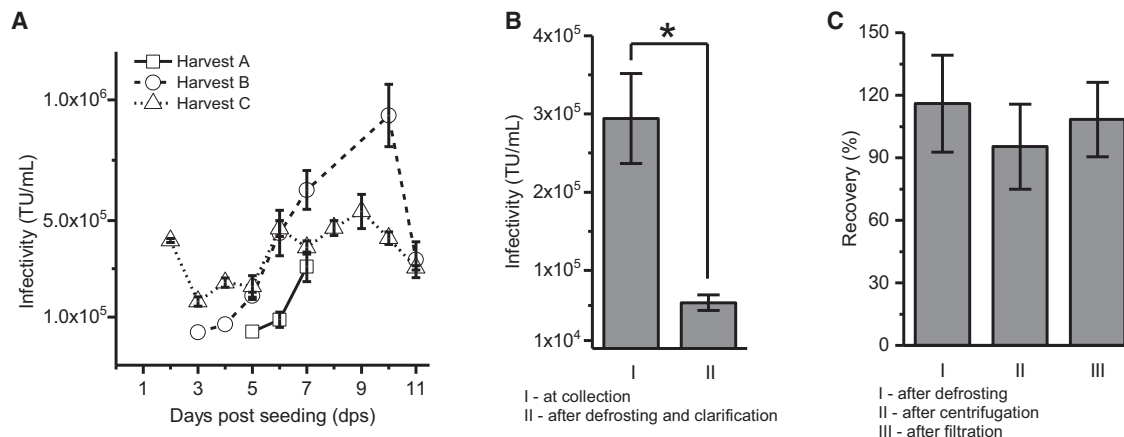 A
Harvest A
Harvest B
Harvest C
Infectivity (TU/mL)
1.0x10⁶
5.0x10⁵
1.0x10⁵
1 3 5 7 9 11
Days post seeding (dps)
B
*
Infectivity (TU/mL)
4x10⁵
3x10⁵
2x10⁵
1x10⁵
1x10⁴
I II
I - at collection
II - after defrosting and clarification
C
Recovery (%)
150
120
90
60
30
0
I II III
I - after defrosting
II - after centrifugation
III - after filtration